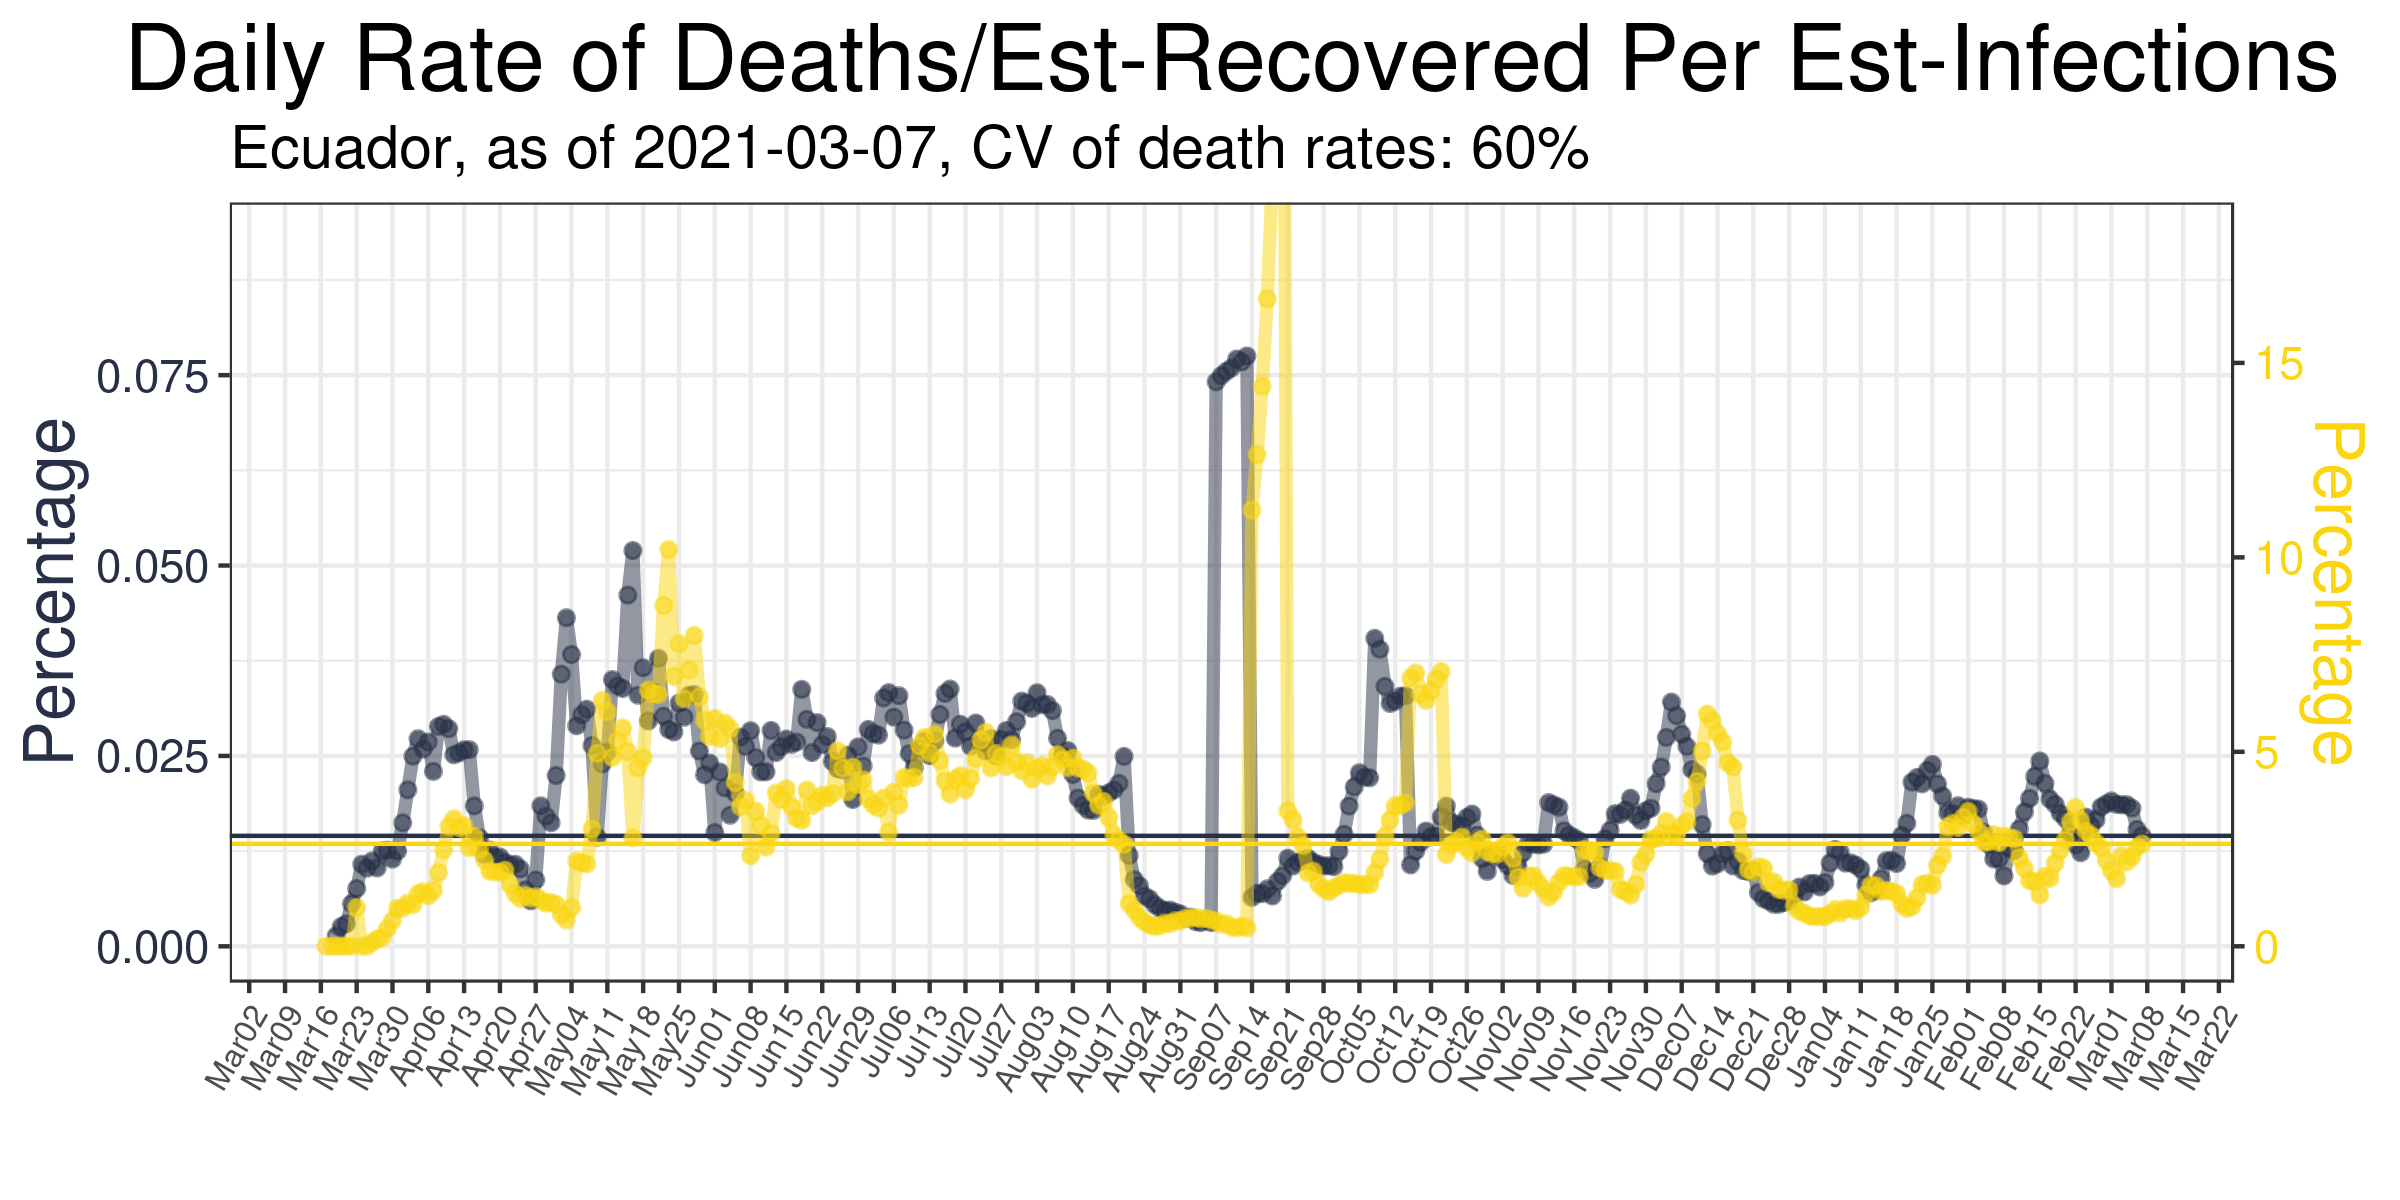 Daily Rate of Deaths/Est-Recovered Per Est-Infections
Ecuador, as of 2021-03-07, CV of death rates: 60%
Percentage
0.075
0.050
0.025
0.000
15
10
5
0
Percentage
Mar02
Mar09
Mar16
Mar23
Mar30
Apr06
Apr13
Apr20
Apr27
May04
May11
May18
May25
Jun01
Jun08
Jun15
Jun22
Jun29
Jul06
Jul13
Jul20
Jul27
Aug03
Aug10
Aug17
Aug24
Aug31
Sep07
Sep14
Sep21
Sep28
Oct05
Oct12
Oct19
Oct26
Nov02
Nov09
Nov16
Nov23
Nov30
Dec07
Dec14
Dec21
Dec28
Jan04
Jan11
Jan18
Jan25
Feb01
Feb08
Feb15
Feb22
Mar01
Mar08
Mar15
Mar22